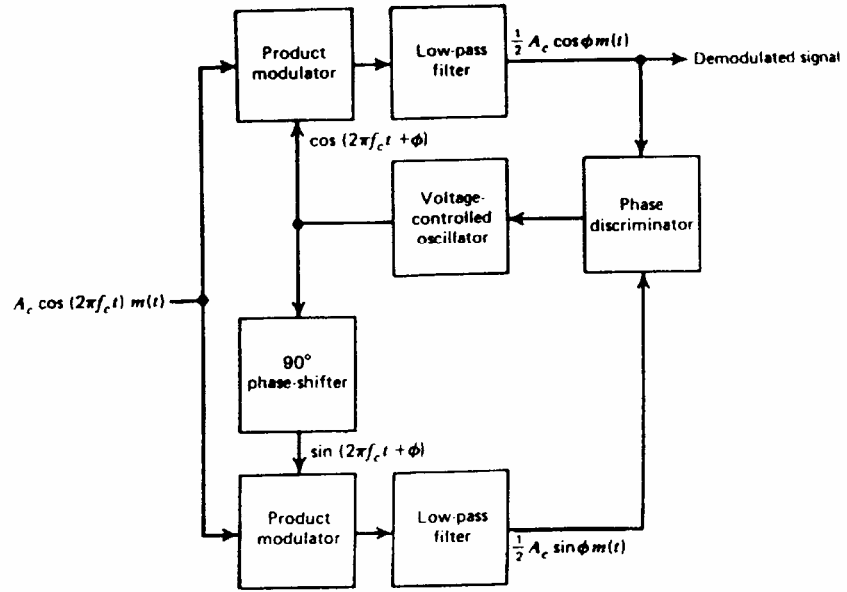 Product
modulator
Low-pass
filter
½ A_c cos ϕ m(t)
Demodulated signal
cos (2πf_c t + ϕ)
Voltage-
controlled
oscillator
Phase
discriminator
A_c cos (2πf_c t) m(t)
90°
phase-shifter
sin (2πf_c t + ϕ)
Product
modulator
Low-pass
filter
½ A_c sin ϕ m(t)